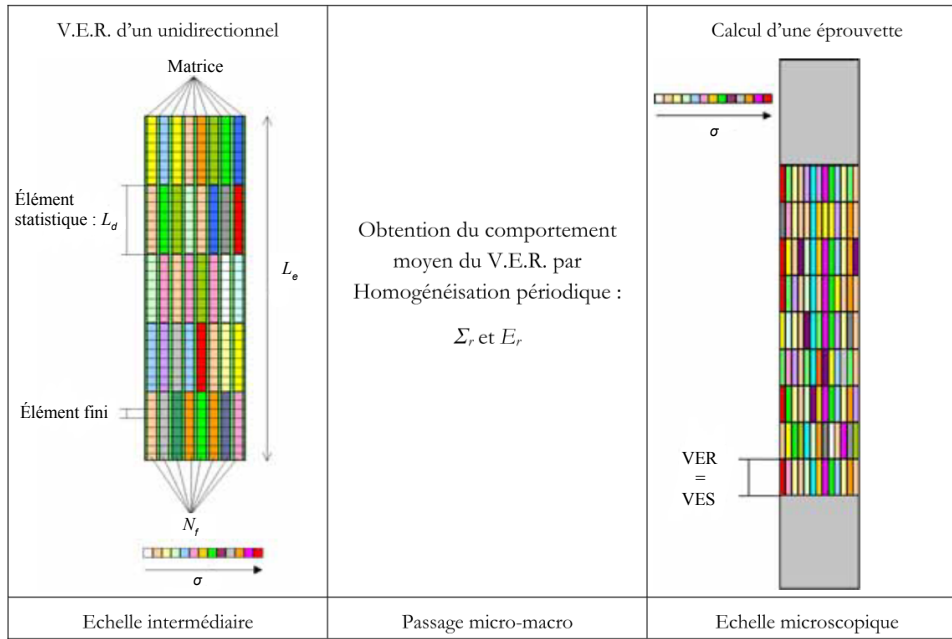 V.E.R. d'un unidirectionnel
Matrice
Élément
statistique : L_d
L_e
Élément fini
N_f
σ
Echelle intermédiaire
Obtention du comportement
moyen du V.E.R. par
Homogénéisation périodique :
Σ_r et E_r
Passage micro-macro
Calcul d'une éprouvette
σ
VER
=
VES
Echelle microscopique